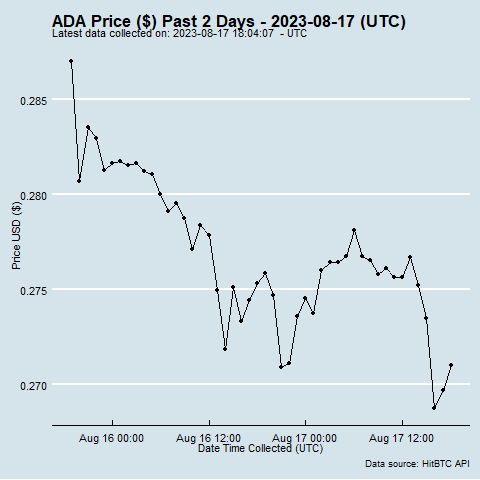 ADA Price ($) Past 2 Days - 2023-08-17 (UTC)
Latest data collected on: 2023-08-17 18:04:07  - UTC
0.285
0.280
0.275
0.270
Price USD ($)
Aug 16 00:00
Aug 16 12:00
Aug 17 00:00
Aug 17 12:00
Date Time Collected (UTC)
Data source: HitBTC API